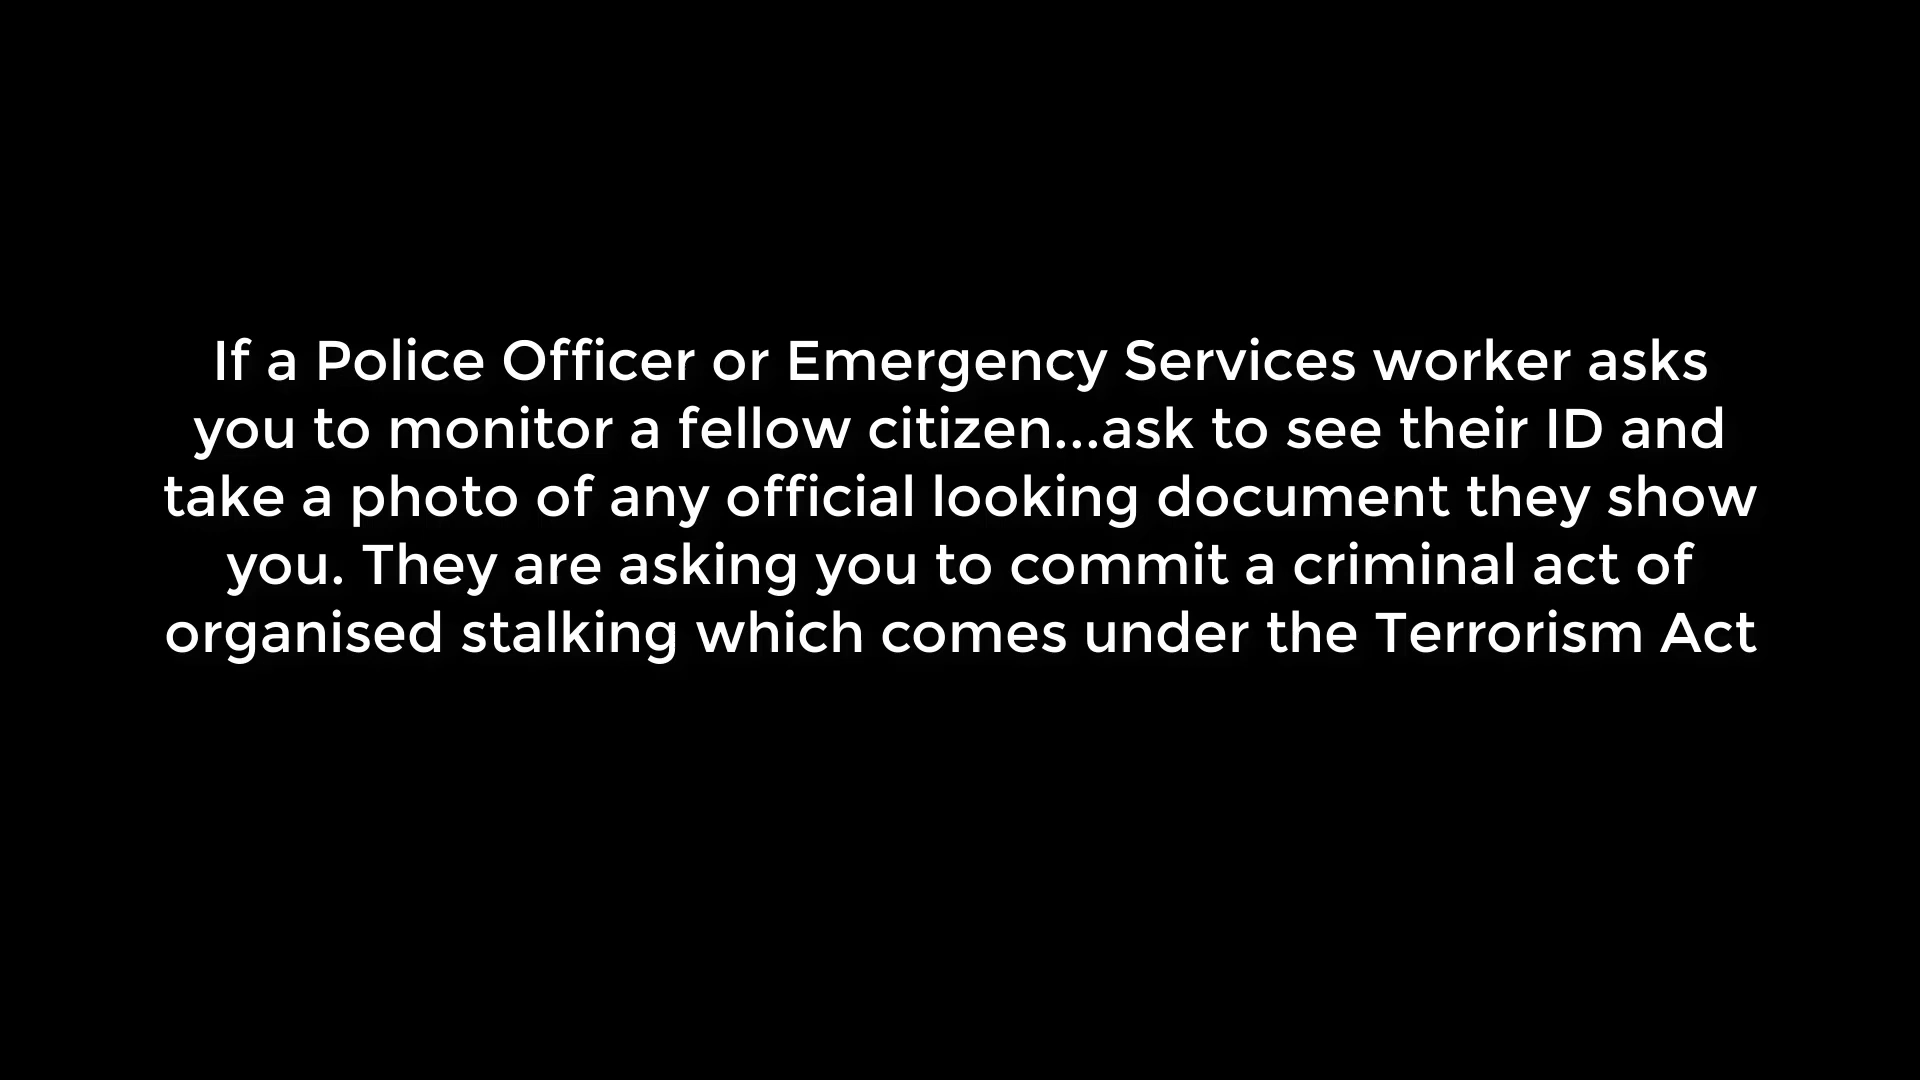 If a Police Officer or Emergency Services worker asks
you to monitor a fellow citizen...ask to see their ID and
take a photo of any official looking document they show
you. They are asking you to commit a criminal act of
organised stalking which comes under the Terrorism Act